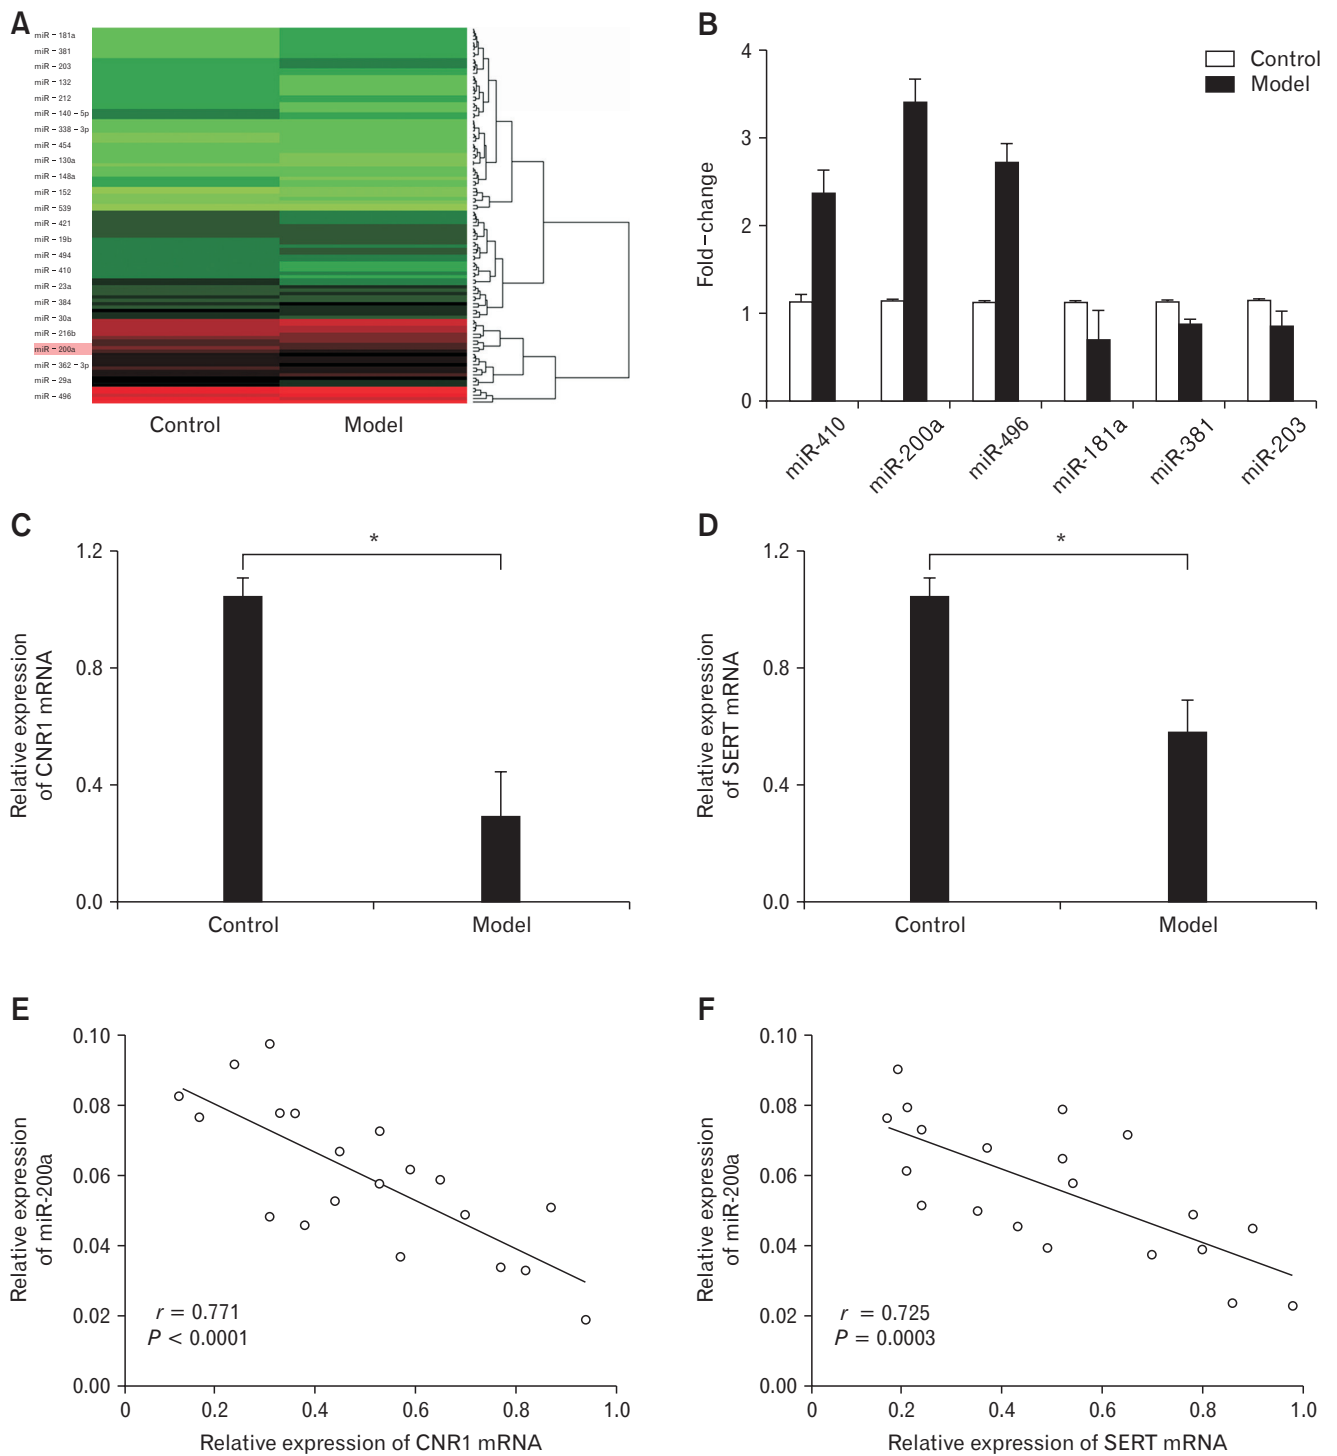 A
miR – 181a
miR – 381
miR – 203
miR – 132
miR – 212
miR – 140 – 5p
miR – 338 – 3p
miR – 454
miR – 130a
miR – 148a
miR – 152
miR – 539
miR – 421
miR – 19b
miR – 494
miR – 410
miR – 23a
miR – 384
miR – 30a
miR – 216b
miR – 200a
miR – 362 – 3p
miR – 29a
miR – 496
Control Model
B
Fold–change
4
3
2
1
0
Control
Model
miR-410 miR-200a miR-496 miR-181a miR-381 miR-203
C
Relative expression
of CNR1 mRNA
1.2
0.8
0.4
0.0
*
Control Model
D
Relative expression
of SERT mRNA
1.2
0.8
0.4
0.0
*
Control Model
E
Relative expression
of miR-200a
0.10
0.08
0.06
0.04
0.02
0.00
r = 0.771
P < 0.0001
0 0.2 0.4 0.6 0.8 1.0
Relative expression of CNR1 mRNA
F
Relative expression
of miR-200a
0.10
0.08
0.06
0.04
0.02
0.00
r = 0.725
P = 0.0003
0 0.2 0.4 0.6 0.8 1.0
Relative expression of SERT mRNA